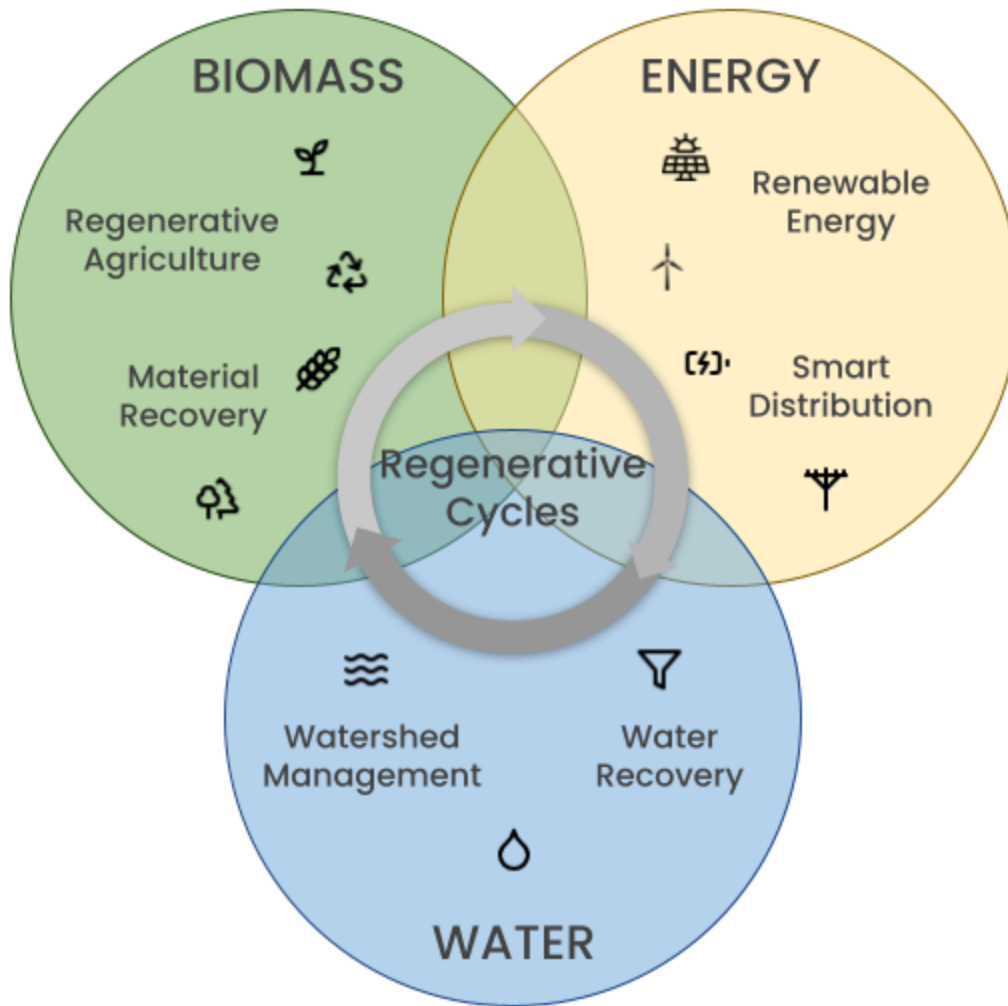 BIOMASS
Regenerative
Agriculture
Material
Recovery
ENERGY
Renewable
Energy
Smart
Distribution
Regenerative
Cycles
Watershed
Management
Water
Recovery
WATER